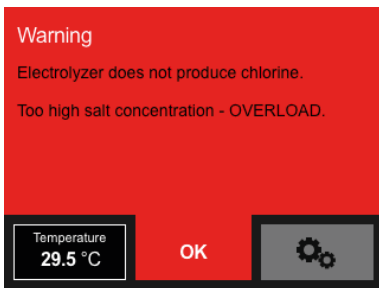 Warning
Electrolyzer does not produce chlorine.
Too high salt concentration - OVERLOAD.
Temperature
29.5 °C
OK